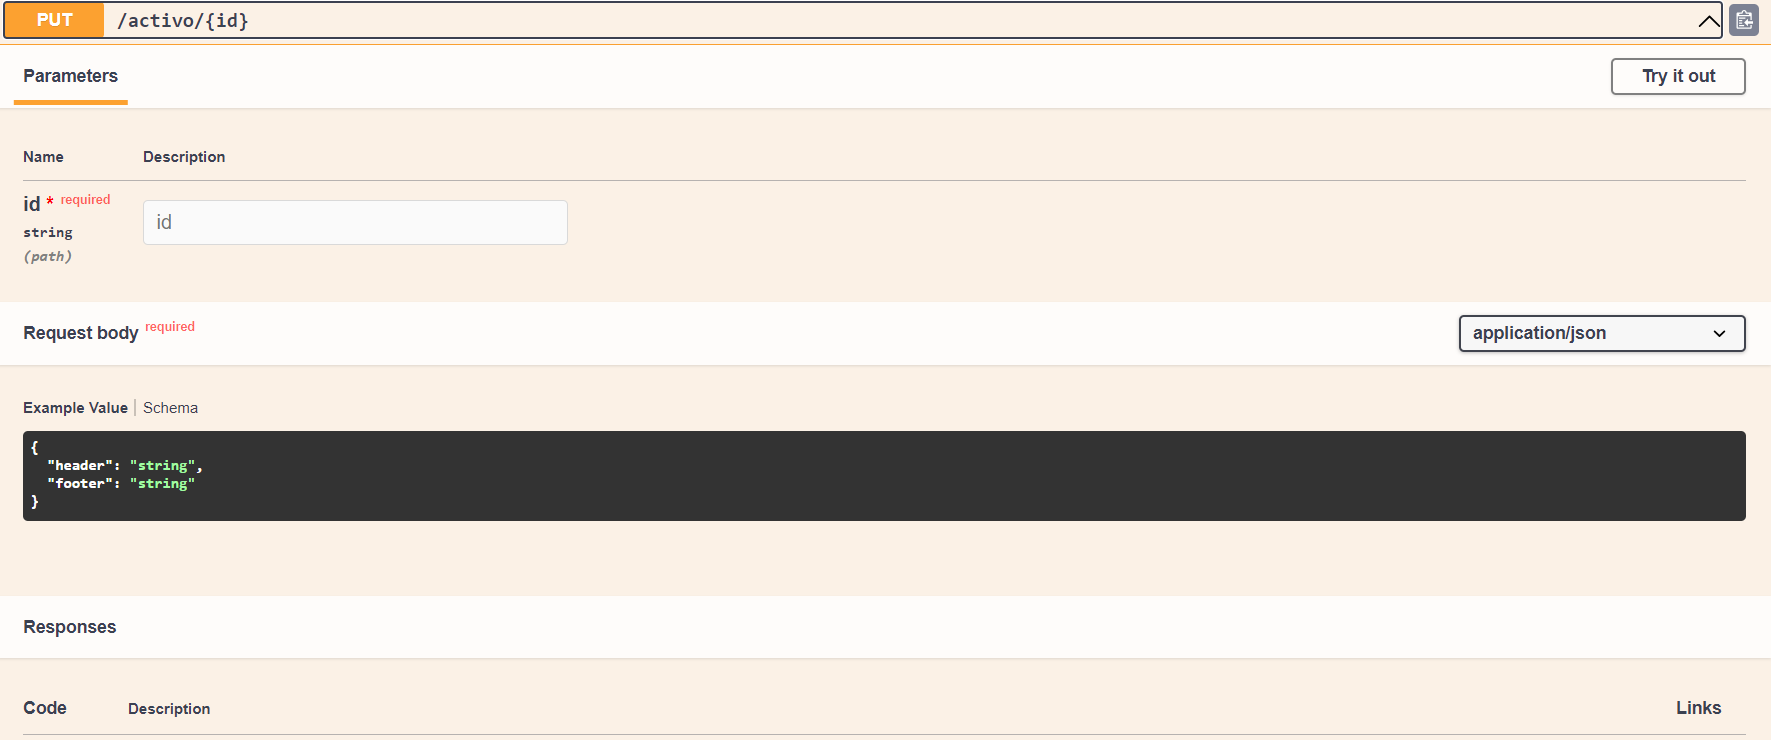 PUT /activo/{id}
Parameters
Try it out
Name Description
id * required
string
(path)
id
Request body required
application/json
Example Value | Schema
{
"header": "string",
"footer": "string"
}
Responses
Code Description Links